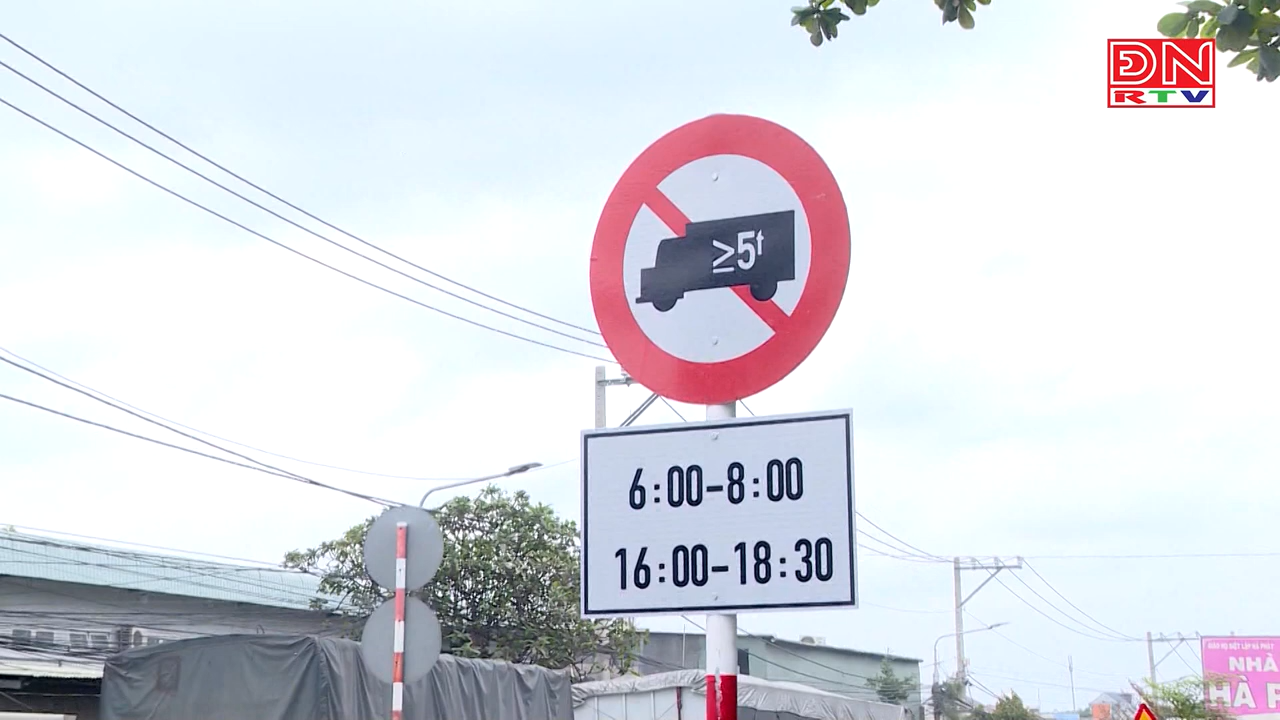 ĐN
RTV
≥5t
6:00-8:00
16:00-18:30
NHÀ
HÀ P